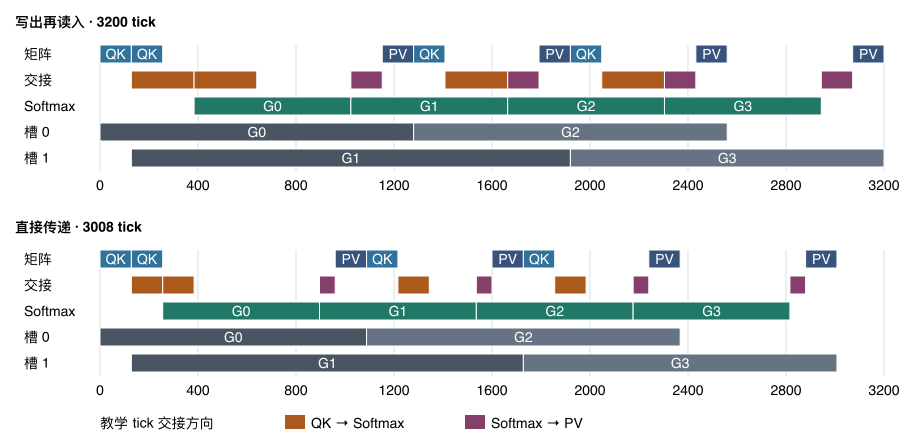 写出再读入 · 3200 tick
矩阵 QK QK PV QK PV QK PV PV
交接
Softmax G0 G1 G2 G3
槽 0 G0 G2
槽 1 G1 G3
0 400 800 1200 1600 2000 2400 2800 3200
直接传递 · 3008 tick
矩阵 QK QK PV QK PV QK PV PV
交接
Softmax G0 G1 G2 G3
槽 0 G0 G2
槽 1 G1 G3
0 400 800 1200 1600 2000 2400 2800 3200
教学 tick 交接方向 QK → Softmax Softmax → PV